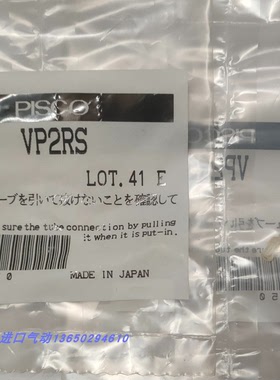 PISCO
VP2RS
LOT. 41 E
ーブを引いて抜けないことを確認して
sure the tube connection by pulling
it when it is put-in.
0
MADE IN JAPAN
VP2
进口气动13650294610